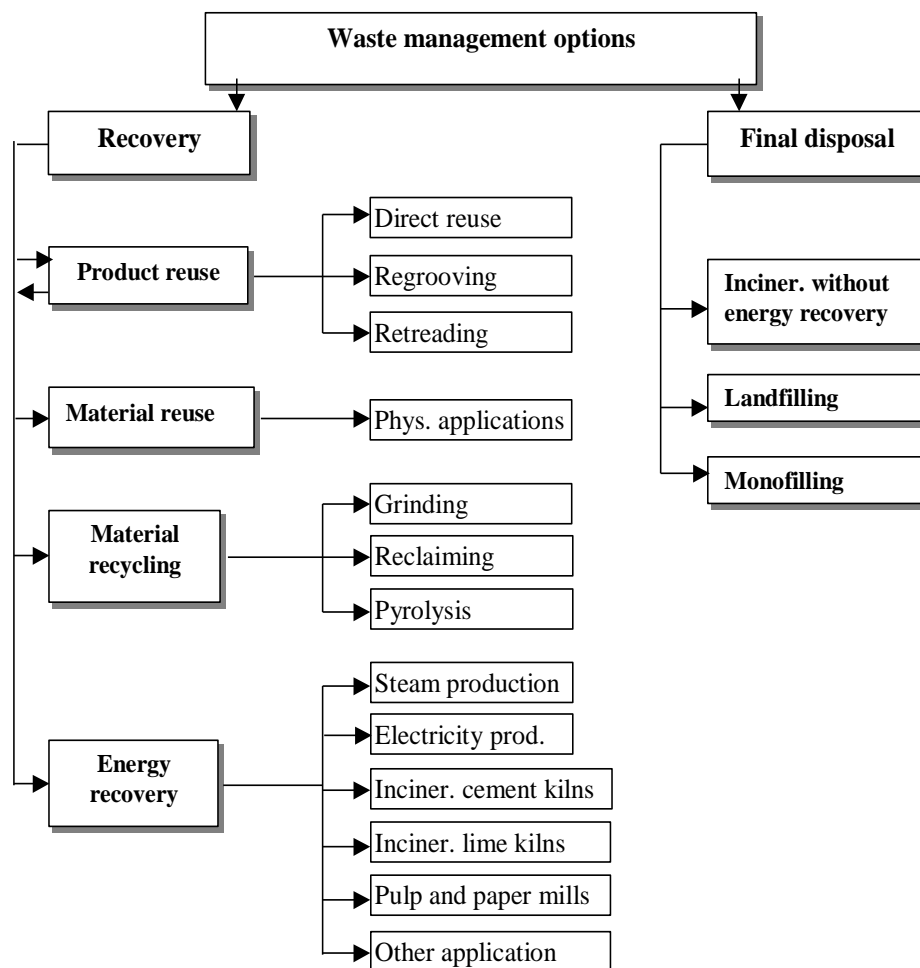 Waste management options
Recovery
Final disposal
Product reuse
Direct reuse
Regrooving
Retreading
Material reuse
Phys. applications
Material
recycling
Grinding
Reclaiming
Pyrolysis
Energy
recovery
Steam production
Electricity prod.
Inciner. cement kilns
Inciner. lime kilns
Pulp and paper mills
Other application
Inciner. without
energy recovery
Landfilling
Monofilling